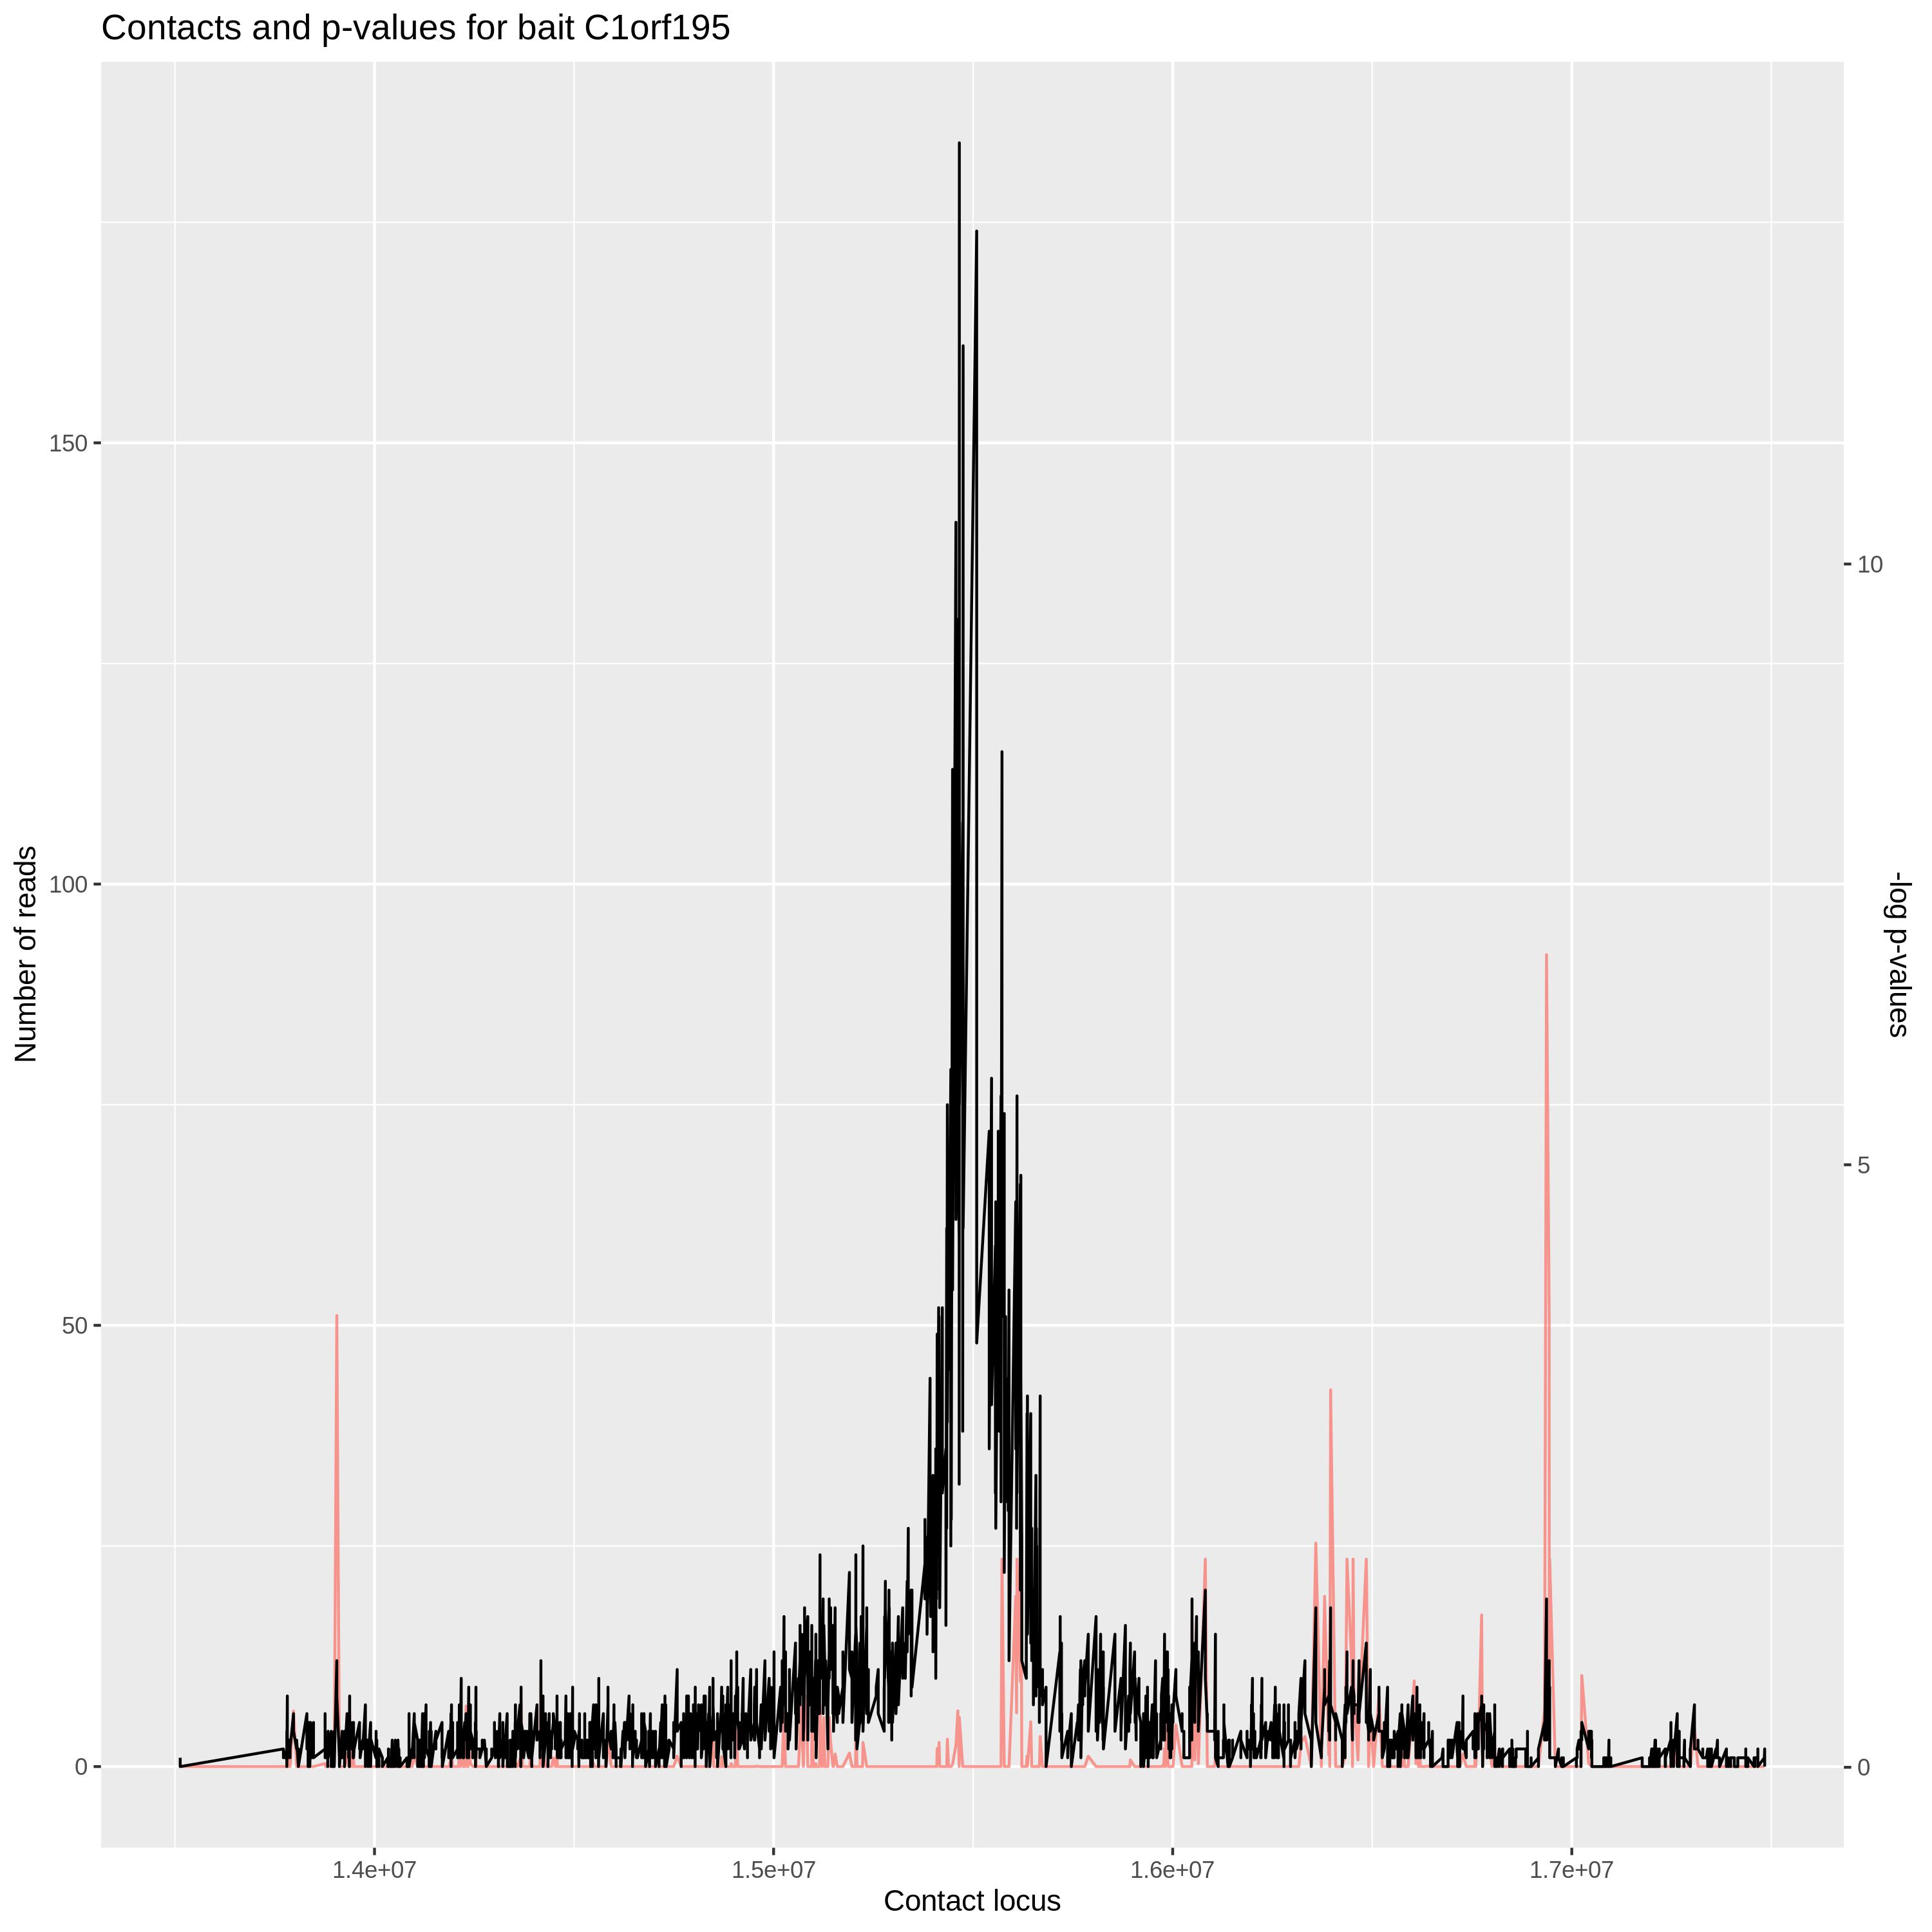 Contacts and p-values for bait C1orf195
Number of reads
150
100
50
0
10
5
0
-log p-values
1.4e+07
1.5e+07
1.6e+07
1.7e+07
Contact locus